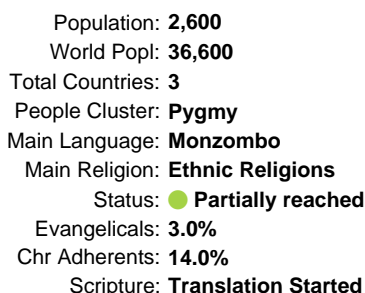 Population: 2,600
World Popl: 36,600
Total Countries: 3
People Cluster: Pygmy
Main Language: Monzombo
Main Religion: Ethnic Religions
Status: Partially reached
Evangelicals: 3.0%
Chr Adherents: 14.0%
Scripture: Translation Started